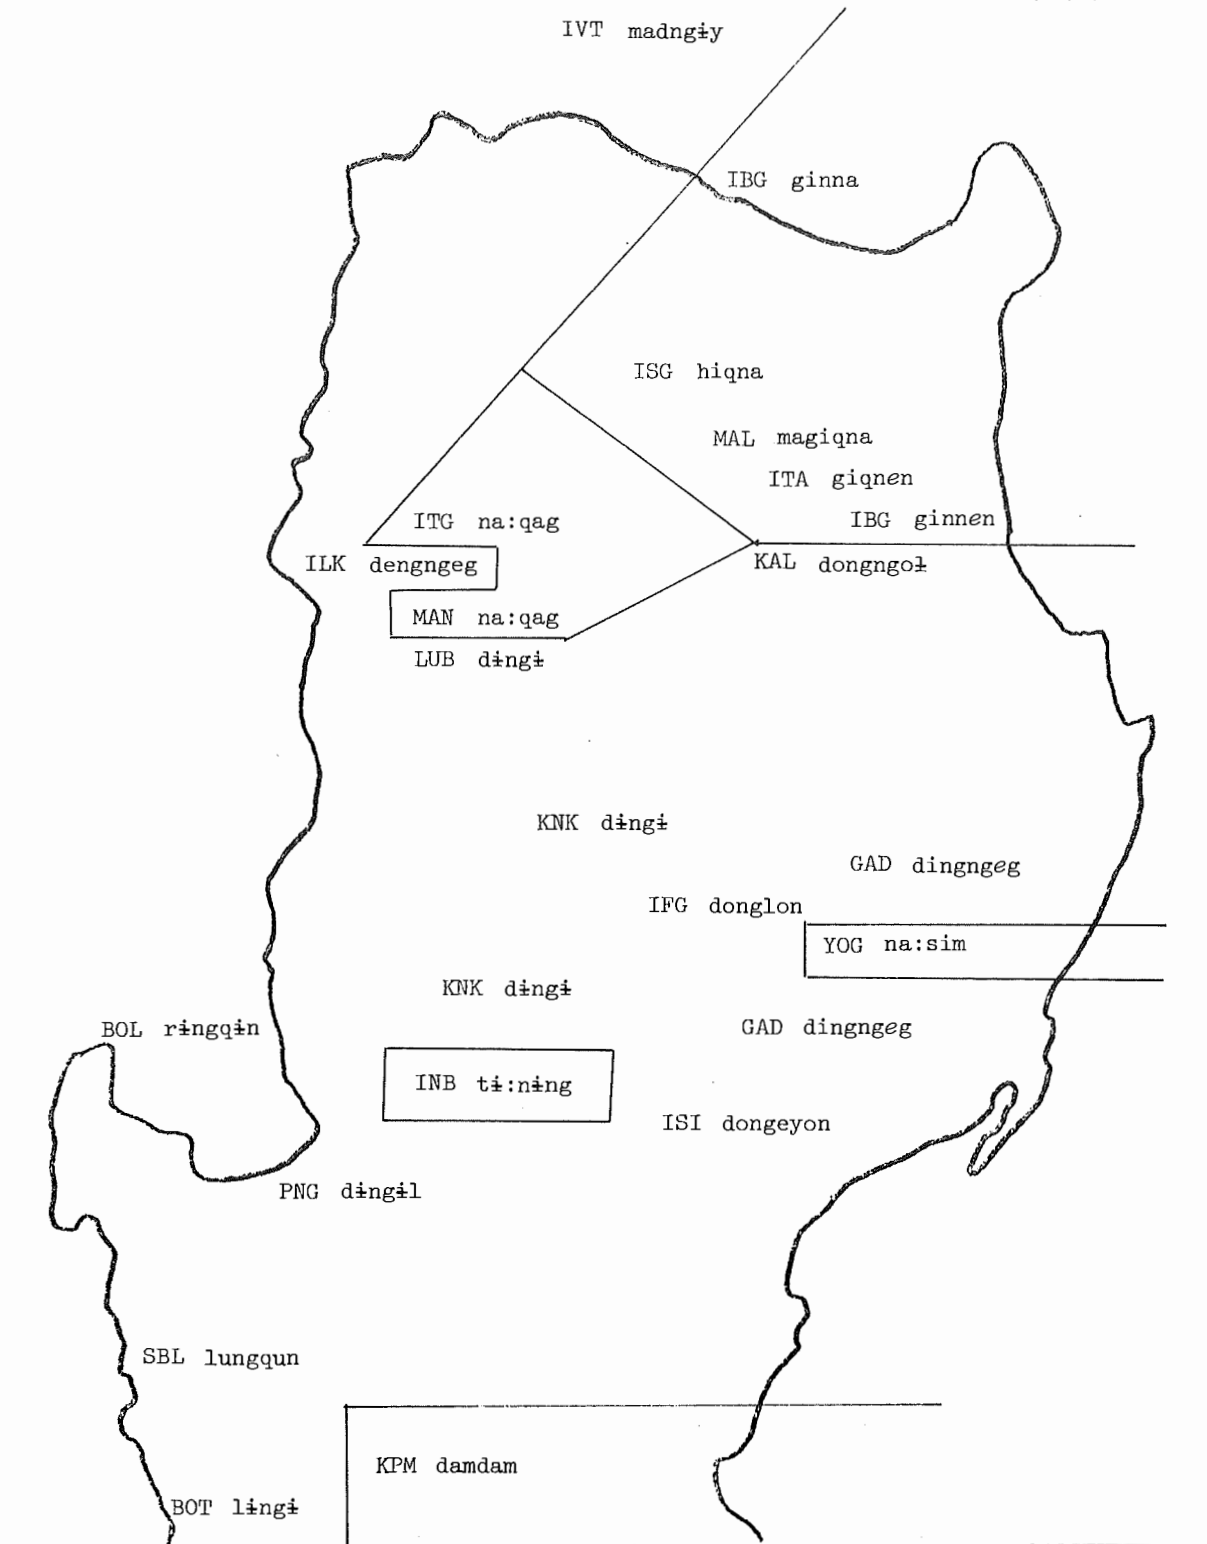 IVT madngɨy
IBG ginna
ISG hiqna
MAL magiqna
ITA giqnen
IBG ginnen
ITG na:qag
ILK dengngeg
KAL dongngoɫ
MAN na:qag
LUB dɨngɨ
KNK dɨngɨ
GAD dingngeg
IFG donglon
YOG na:sim
KNK dɨngɨ
BOL rɨngqɨn
GAD dingngeg
INB tɨ:nɨng
ISI dongeyon
PNG dɨngɨl
SBL lungqun
KPM damdam
BOT lɨngɨ